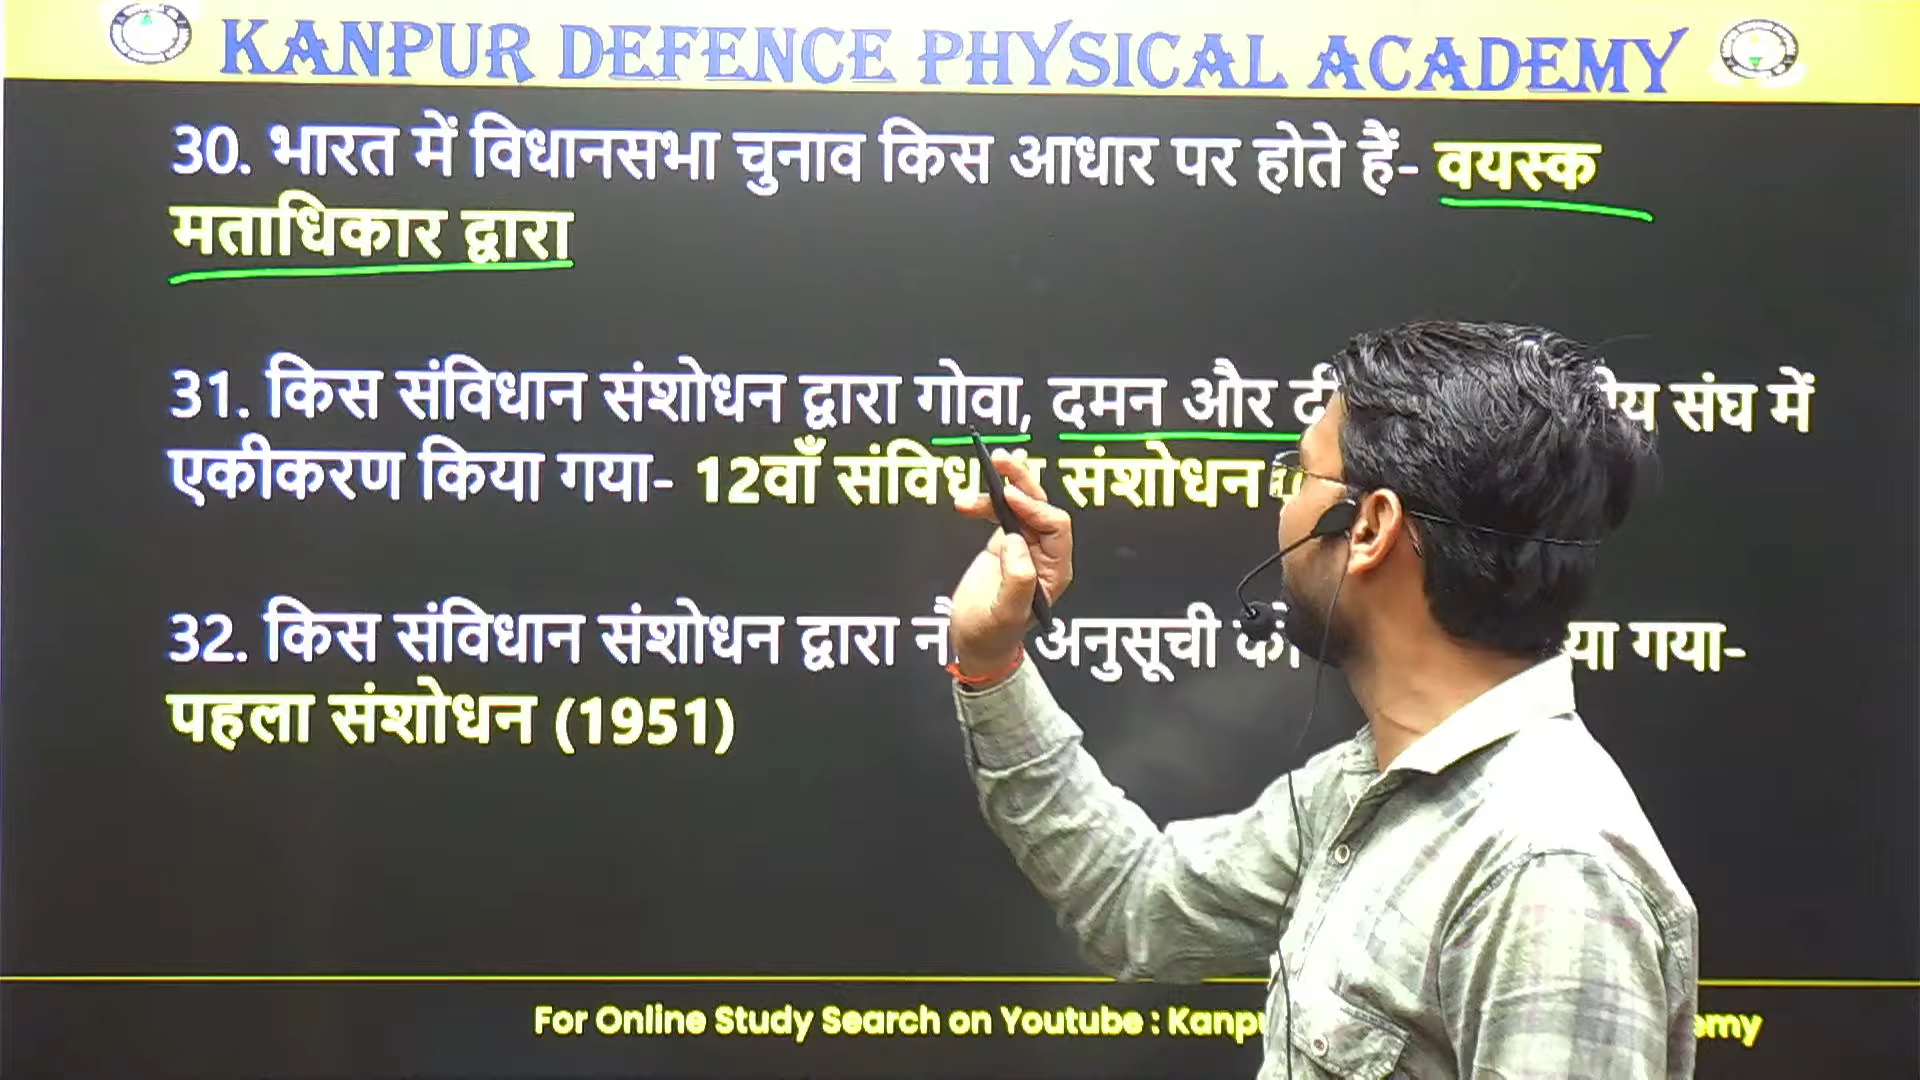 KANPUR DEFENCE PHYSICAL ACADEMY
30. भारत में विधानसभा चुनाव किस आधार पर होते हैं- वयस्क
मताधिकार द्वारा
31. किस संविधान संशोधन द्वारा गोवा, दमन और संघ में
एकीकरण किया गया- 12वाँ संशोधन
32. किस संविधान संशोधन द्वारा अनुसूची गया-
पहला संशोधन (1951)
For Online Study Search on Youtube :